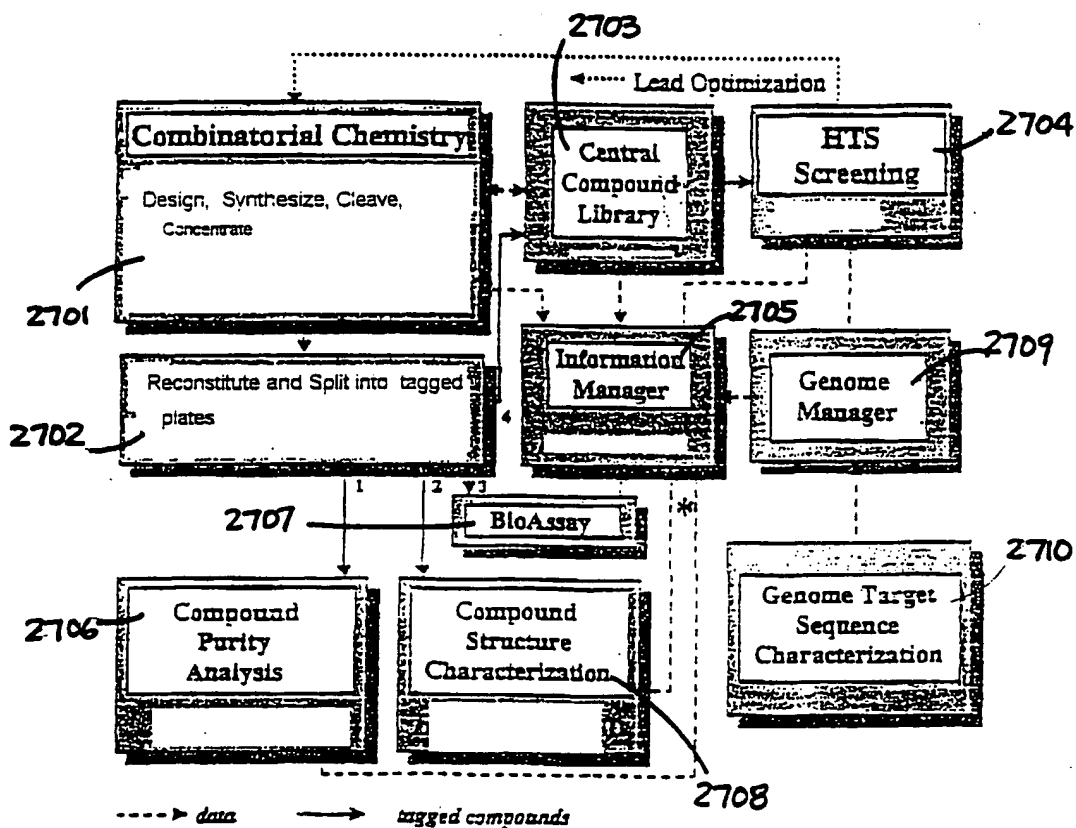 2703
Lead Optimization
Combinatorial Chemistry
Design, Synthesize, Cleave,
Concentrate
2701
Central
Compound
Library
HTS
Screening
2704
Reconstitute and Split into tagged
plates
2702
4
2705
Information
Manager
Genome
Manager
2709
1
2
3
2707
BioAssay
*
2706
Compound
Purity
Analysis
Compound
Structure
Characterization
2708
Genome Target
Sequence
Characterization
2710
data
tagged compounds